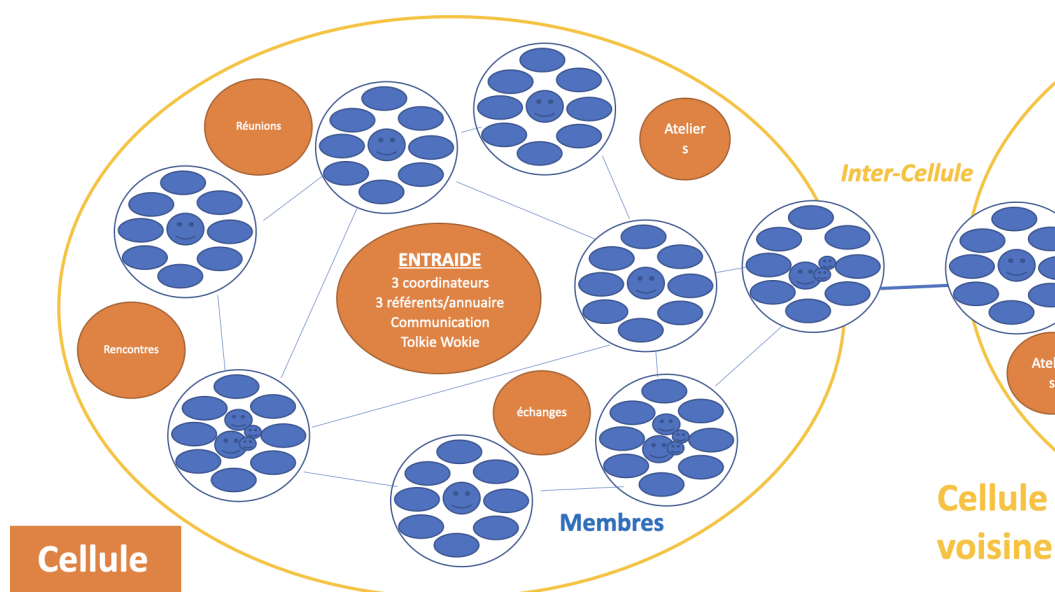 Réunions
Atelier
s
Inter-Cellule
ENTRAIDE
3 coordinateurs
3 référents/annuaire
Communication
Tolkie Wokie
Rencontres
échanges
Membres
Cellule
Atel
s
Cellule
voisine